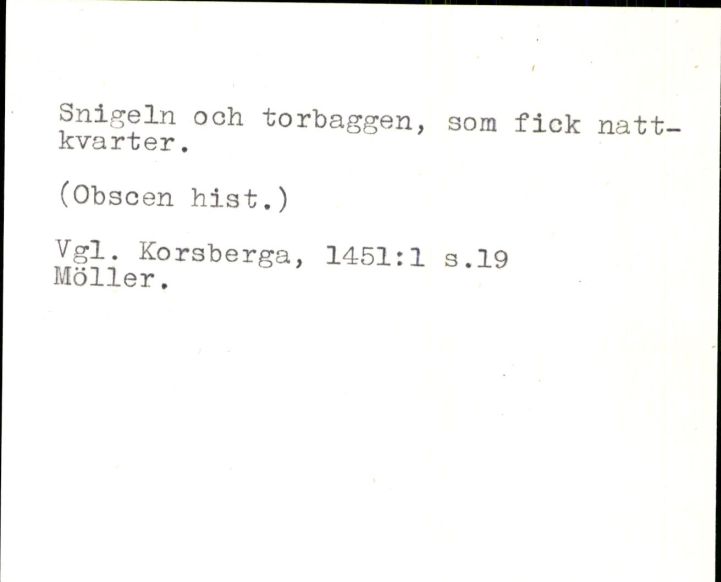 Snigeln och torbaggen, som fick natt-
kvarter.
(Obscen hist.)
Vgl. Korsberga, 1451:1 s.19
Möller.